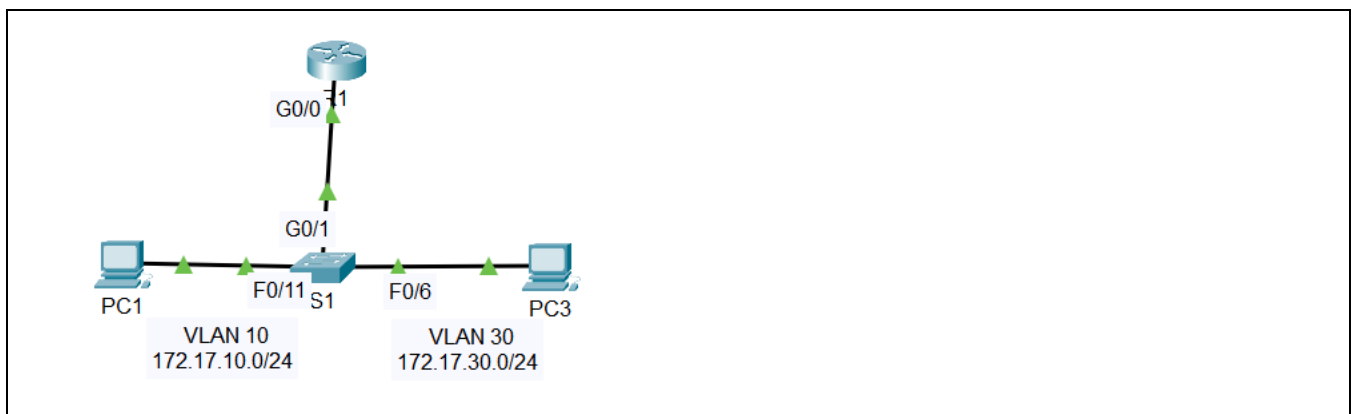 G0/0
G0/1
F0/11
S1
F0/6
PC1
PC3
VLAN 10
172.17.10.0/24
VLAN 30
172.17.30.0/24